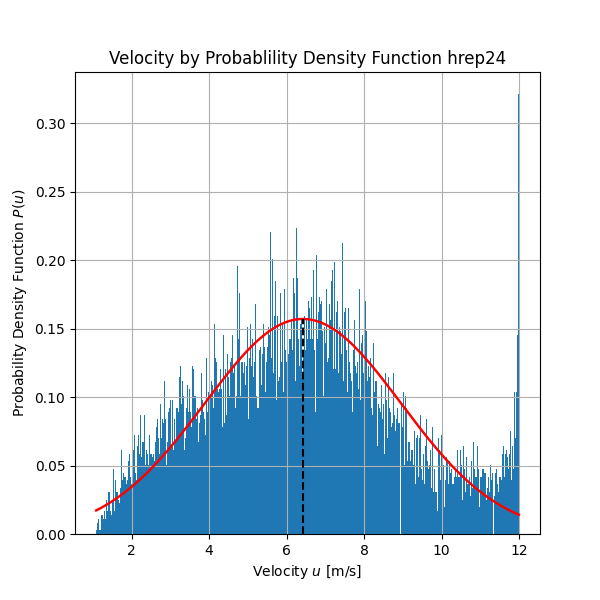 Velocity by Probablility Density Function hrep24
Probability Density Function P(u)
0.30
0.25
0.20
0.15
0.10
0.05
0.00
2 4 6 8 10 12
Velocity u [m/s]